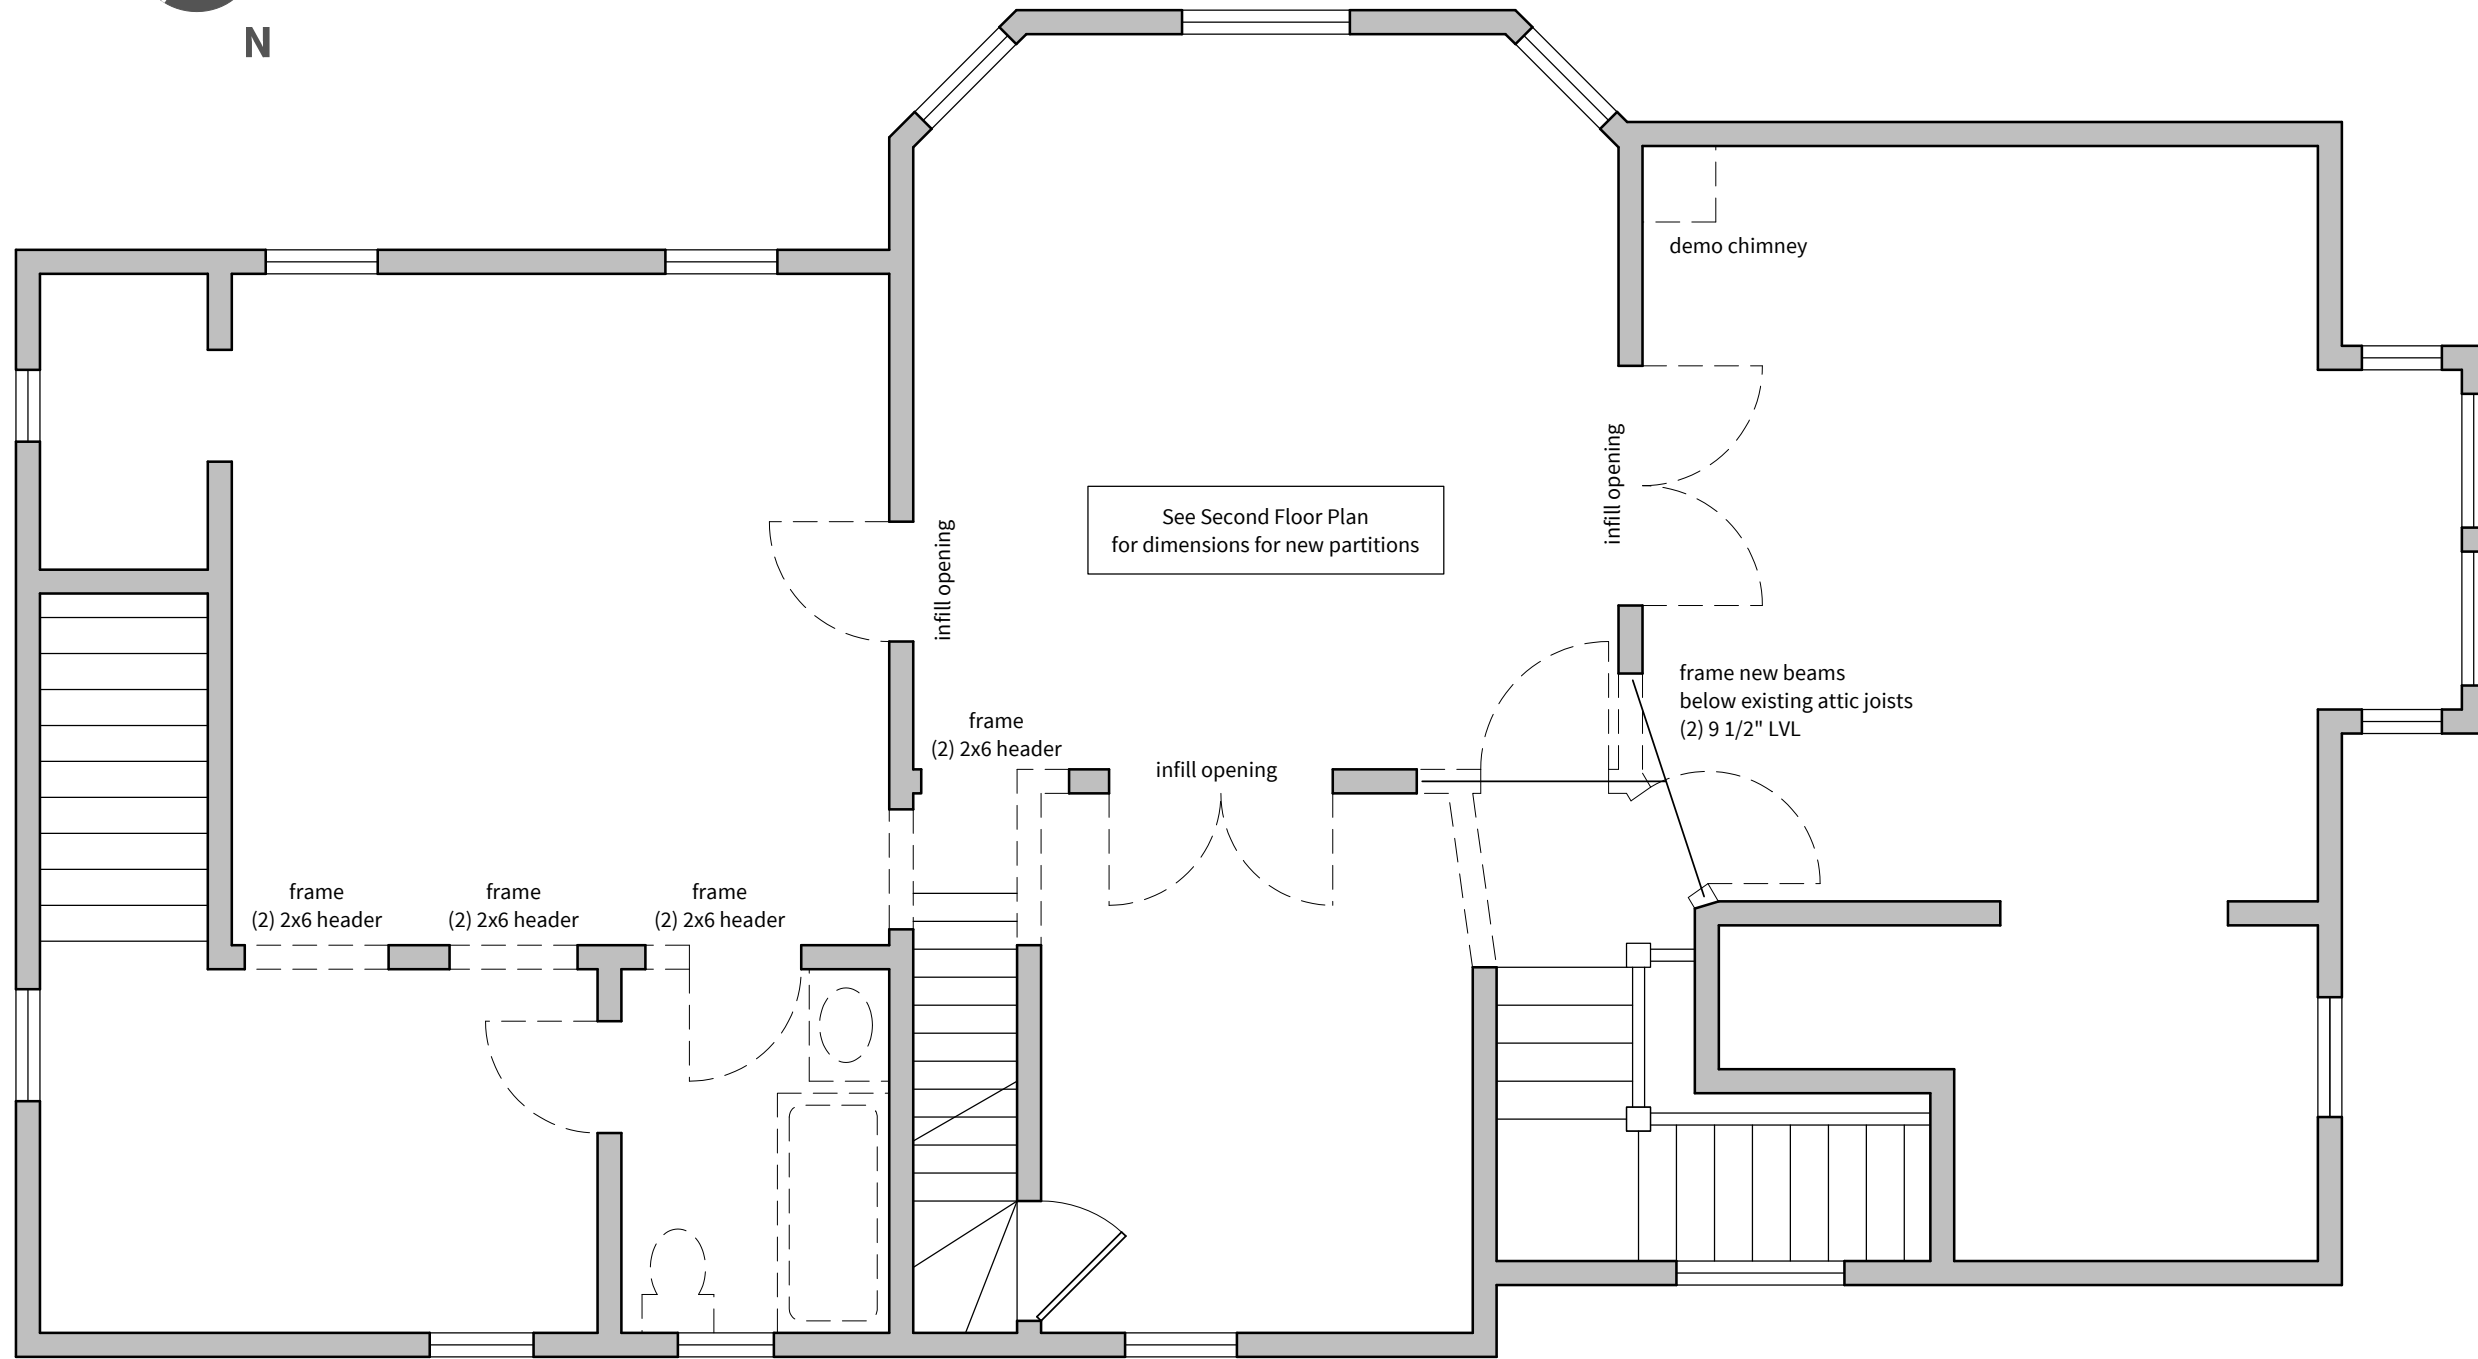 N
demo chimney
infill opening
See Second Floor Plan
for dimensions for new partitions
infill opening
frame new beams
below existing attic joists
(2) 9 1/2" LVL
frame
(2) 2x6 header
infill opening
frame
(2) 2x6 header
frame
(2) 2x6 header
frame
(2) 2x6 header